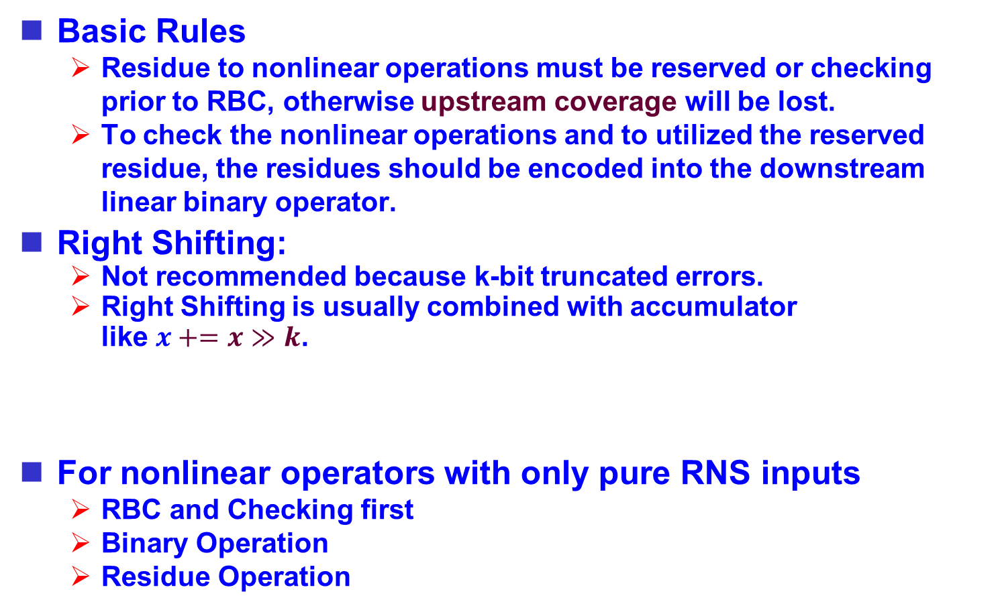 Basic Rules
Residue to nonlinear operations must be reserved or checking
prior to RBC, otherwise upstream coverage will be lost.
To check the nonlinear operations and to utilized the reserved
residue, the residues should be encoded into the downstream
linear binary operator.
Right Shifting:
Not recommended because k-bit truncated errors.
Right Shifting is usually combined with accumulator
like x += x ≫ k.
For nonlinear operators with only pure RNS inputs
RBC and Checking first
Binary Operation
Residue Operation